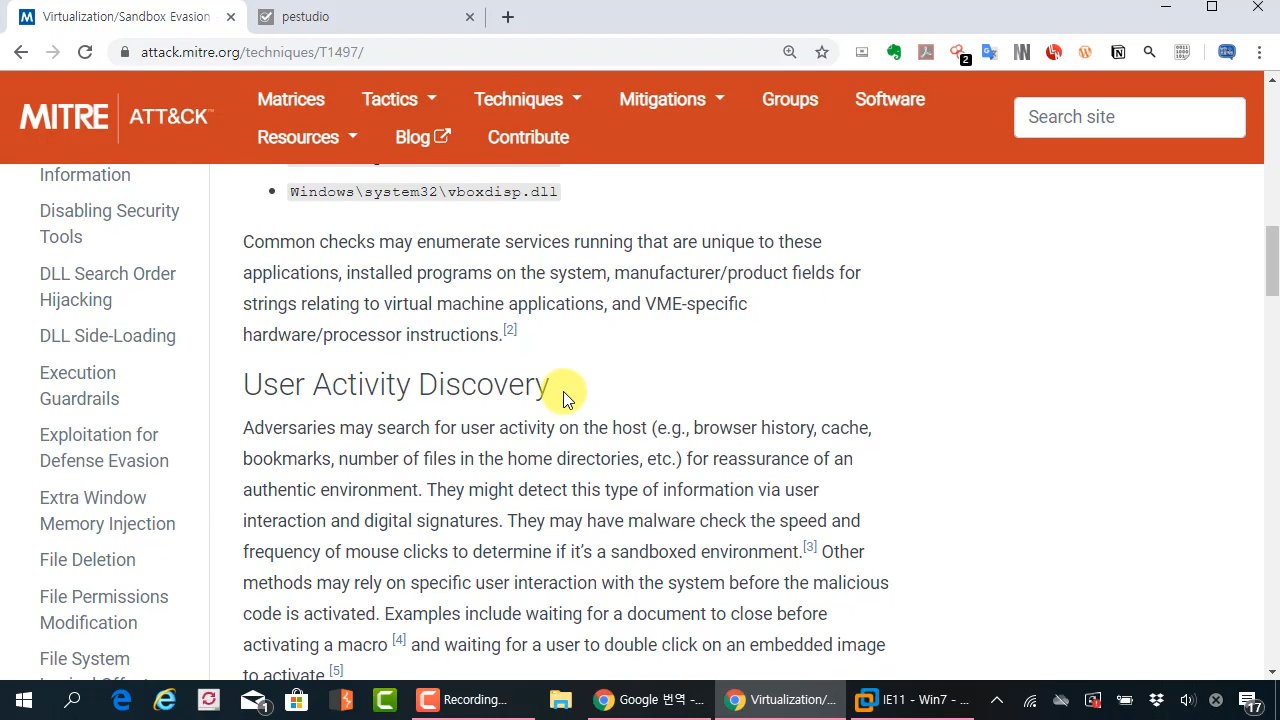 Virtualization/Sandbox Evasion
pestudio
attack.mitre.org/techniques/T1497/
2
MITRE ATT&CK™
Matrices Tactics Techniques Mitigations Groups Software
Resources Blog Contribute
Search site
Information
Disabling Security
Tools
DLL Search Order
Hijacking
DLL Side-Loading
Execution
Guardrails
Exploitation for
Defense Evasion
Extra Window
Memory Injection
File Deletion
File Permissions
Modification
File System
Windows\system32\vboxdisp.dll
Common checks may enumerate services running that are unique to these
applications, installed programs on the system, manufacturer/product fields for
strings relating to virtual machine applications, and VME-specific
hardware/processor instructions.[2]
User Activity Discovery
Adversaries may search for user activity on the host (e.g., browser history, cache,
bookmarks, number of files in the home directories, etc.) for reassurance of an
authentic environment. They might detect this type of information via user
interaction and digital signatures. They may have malware check the speed and
frequency of mouse clicks to determine if it's a sandboxed environment.[3] Other
methods may rely on specific user interaction with the system before the malicious
code is activated. Examples include waiting for a document to close before
activating a macro [4] and waiting for a user to double click on an embedded image
to activate [5]
1
Recording...
Google 번역 -...
Virtualization/...
IE11 - Win7 - ...
17